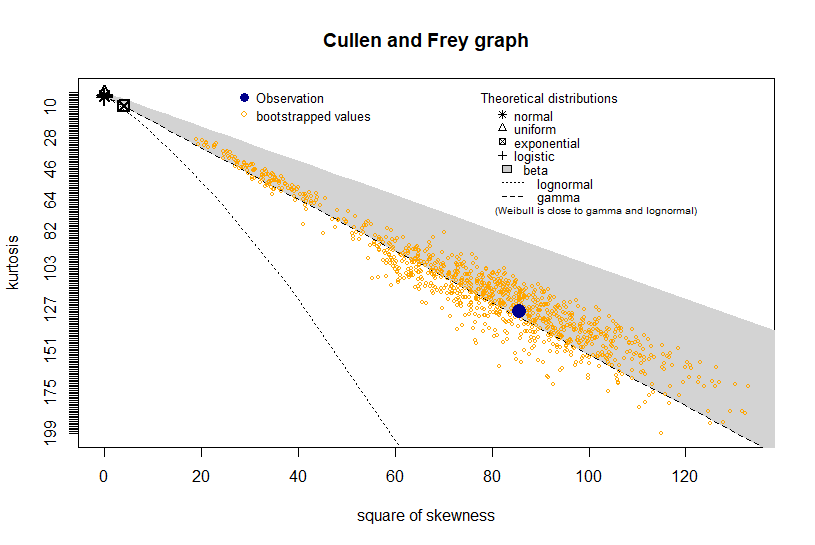 Cullen and Frey graph
Observation
bootstrapped values
Theoretical distributions
normal
uniform
exponential
logistic
beta
lognormal
gamma
(Weibull is close to gamma and lognormal)
kurtosis
10
28
46
64
82
103
127
151
175
199
0
20
40
60
80
100
120
square of skewness